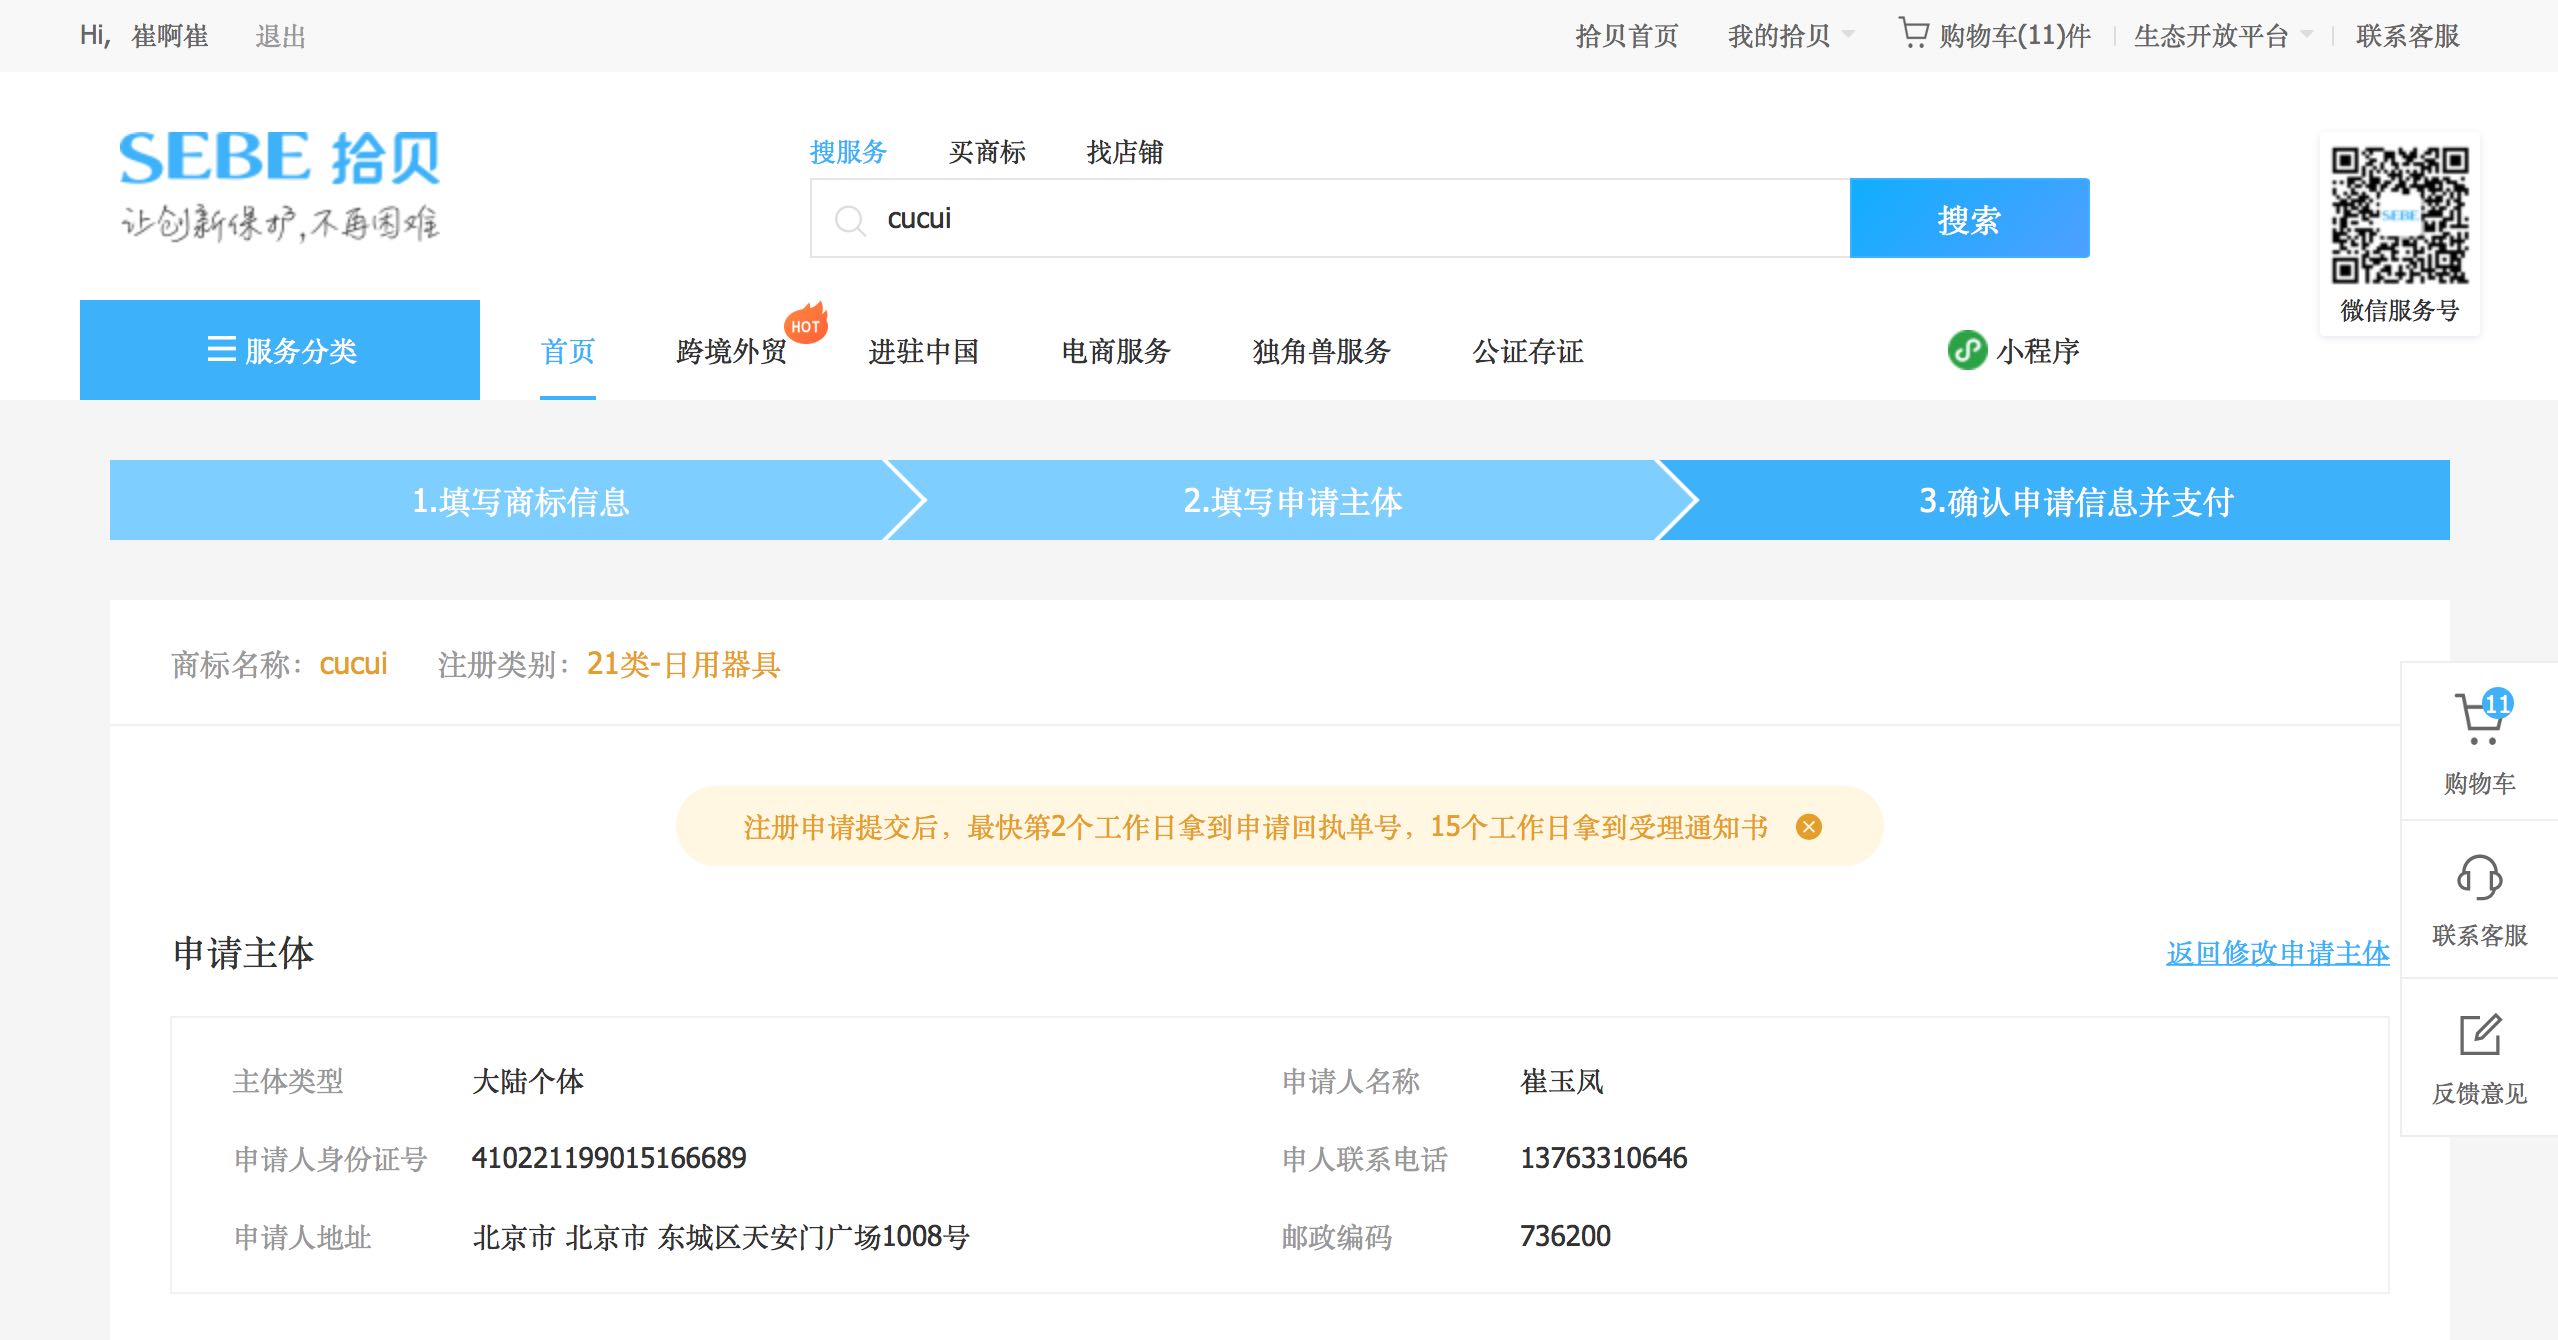 Hi, 崔啊崔 退出 拾贝首页 我的拾贝 购物车(11)件 生态开放平台 联系客服
SEBE 拾贝
让创新保护,不再困难
搜服务 买商标 找店铺
cucui 搜索
SEBE
微信服务号
服务分类 首页 跨境外贸 HOT 进驻中国 电商服务 独角兽服务 公证存证 小程序
1.填写商标信息 2.填写申请主体 3.确认申请信息并支付
商标名称：cucui 注册类别：21类-日用器具
注册申请提交后，最快第2个工作日拿到申请回执单号，15个工作日拿到受理通知书
申请主体 返回修改申请主体
主体类型 大陆个体 申请人名称 崔玉凤
申请人身份证号 410221199015166689 申人联系电话 13763310646
申请人地址 北京市 北京市 东城区天安门广场1008号 邮政编码 736200
11
购物车
联系客服
反馈意见